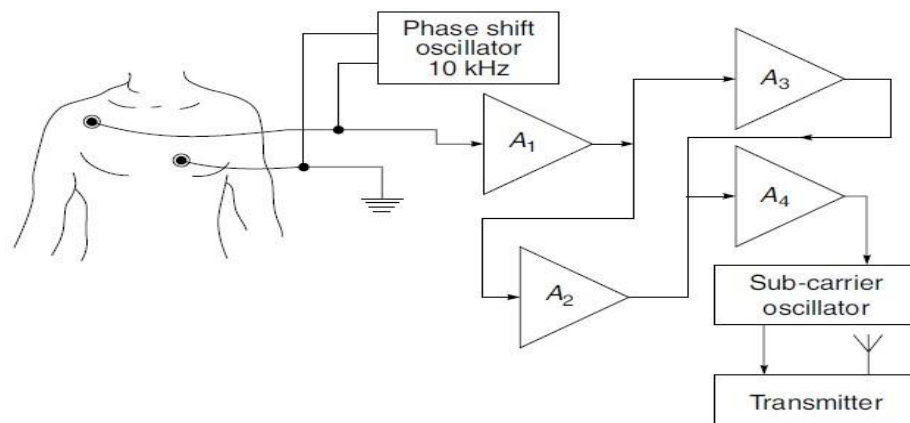 Phase shift
oscillator
10 kHz
A1
A3
A4
A2
Sub-carrier
oscillator
Transmitter